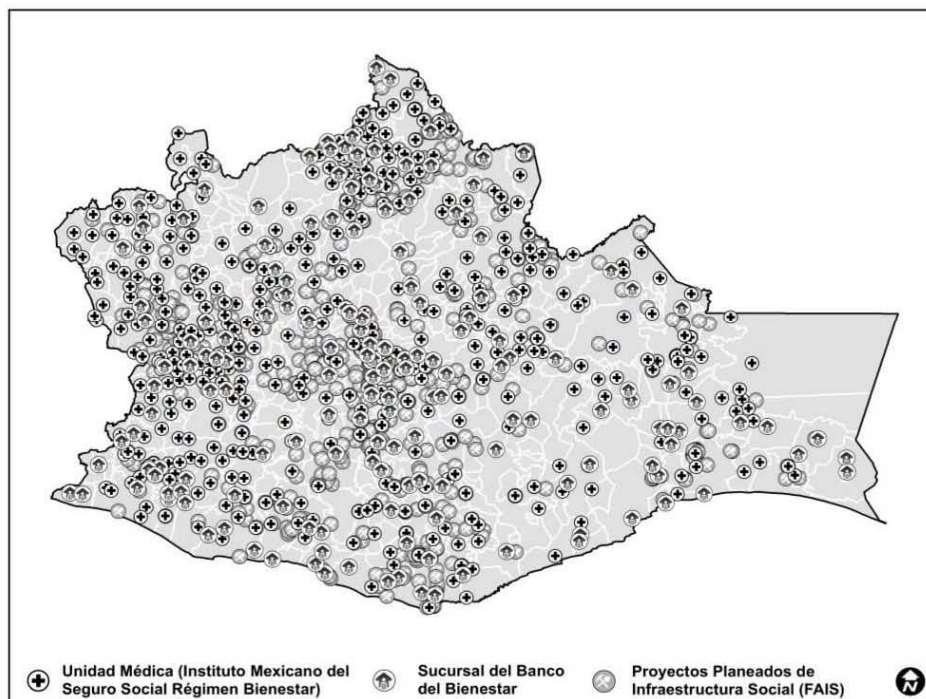 Unidad Médica (Instituto Mexicano del
Seguro Social Régimen Bienestar)
Sucursal del Banco
del Bienestar
Proyectos Planeados de
Infraestructura Social (FAIS)
N